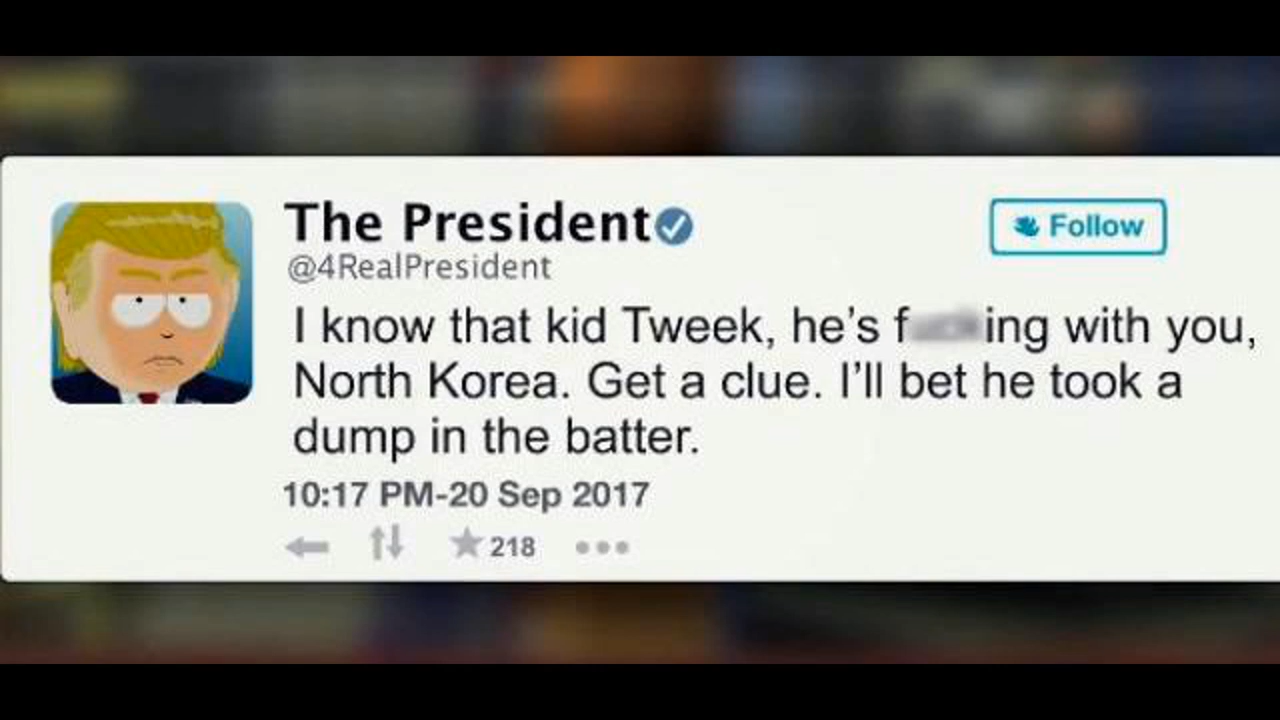 The President
@4RealPresident
Follow
I know that kid Tweek, he's f ing with you,
North Korea. Get a clue. I'll bet he took a
dump in the batter.
10:17 PM-20 Sep 2017
218